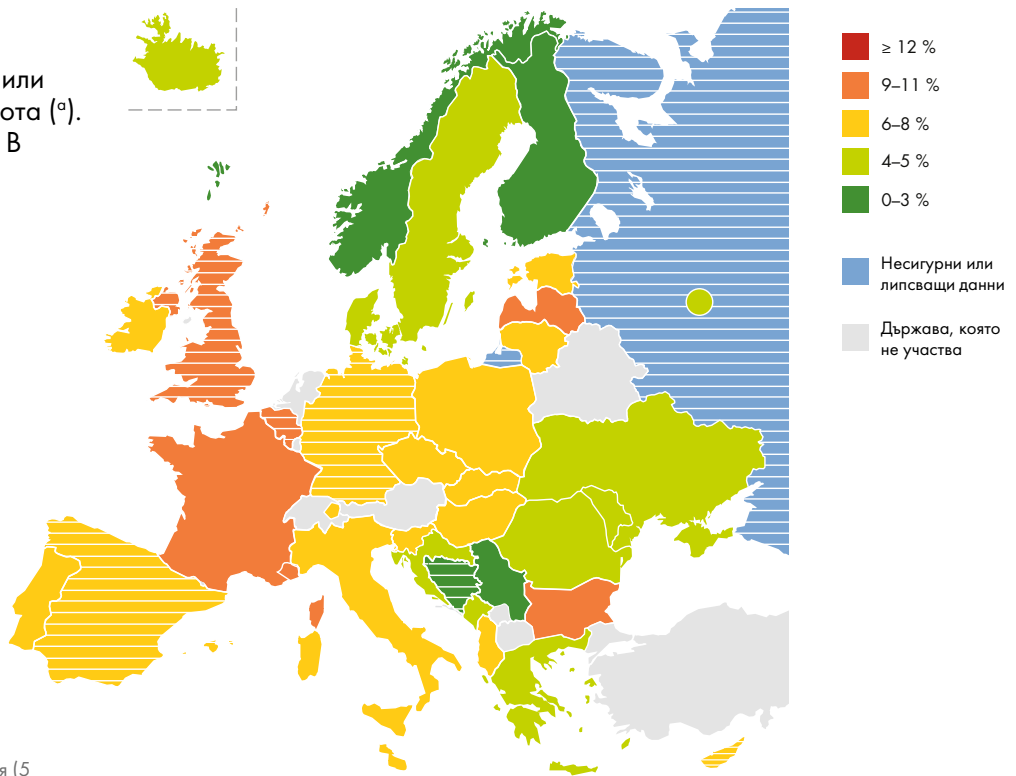 или
ота (ª).
В
≥ 12 %
9–11 %
6–8 %
4–5 %
0–3 %
Несигурни или
липсващи данни
Държава, която
не участва
я (5